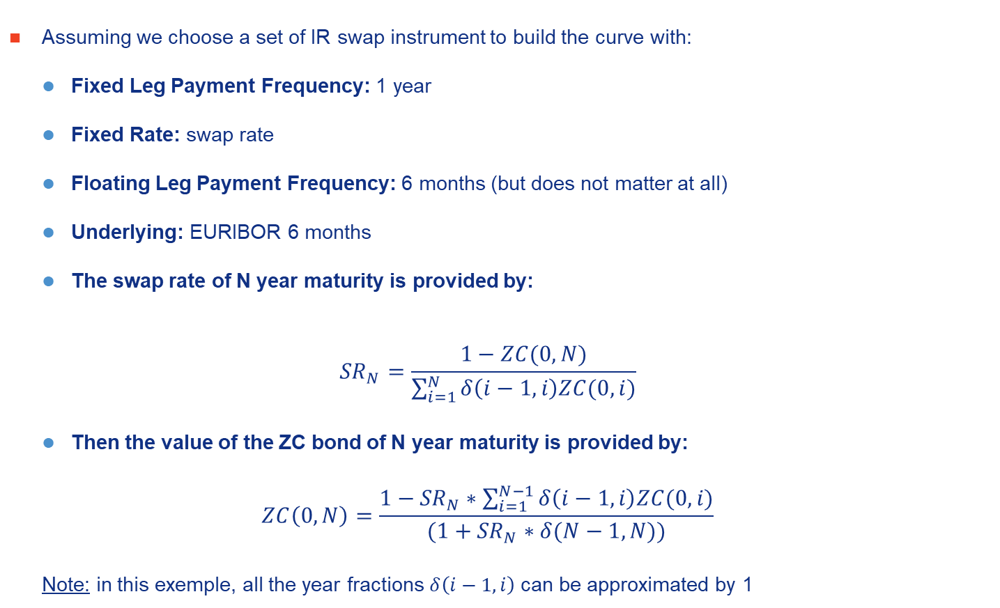 Assuming we choose a set of IR swap instrument to build the curve with:
Fixed Leg Payment Frequency: 1 year
Fixed Rate: swap rate
Floating Leg Payment Frequency: 6 months (but does not matter at all)
Underlying: EURIBOR 6 months
The swap rate of N year maturity is provided by:
$SR_N = \frac{1 - ZC(0, N)}{\sum_{i=1}^{N} \delta(i - 1, i)ZC(0, i)}$
Then the value of the ZC bond of N year maturity is provided by:
$ZC(0, N) = \frac{1 - SR_N * \sum_{i=1}^{N-1} \delta(i - 1, i)ZC(0, i)}{(1 + SR_N * \delta(N - 1, N))}$
Note: in this exemple, all the year fractions $\delta(i - 1, i)$ can be approximated by 1